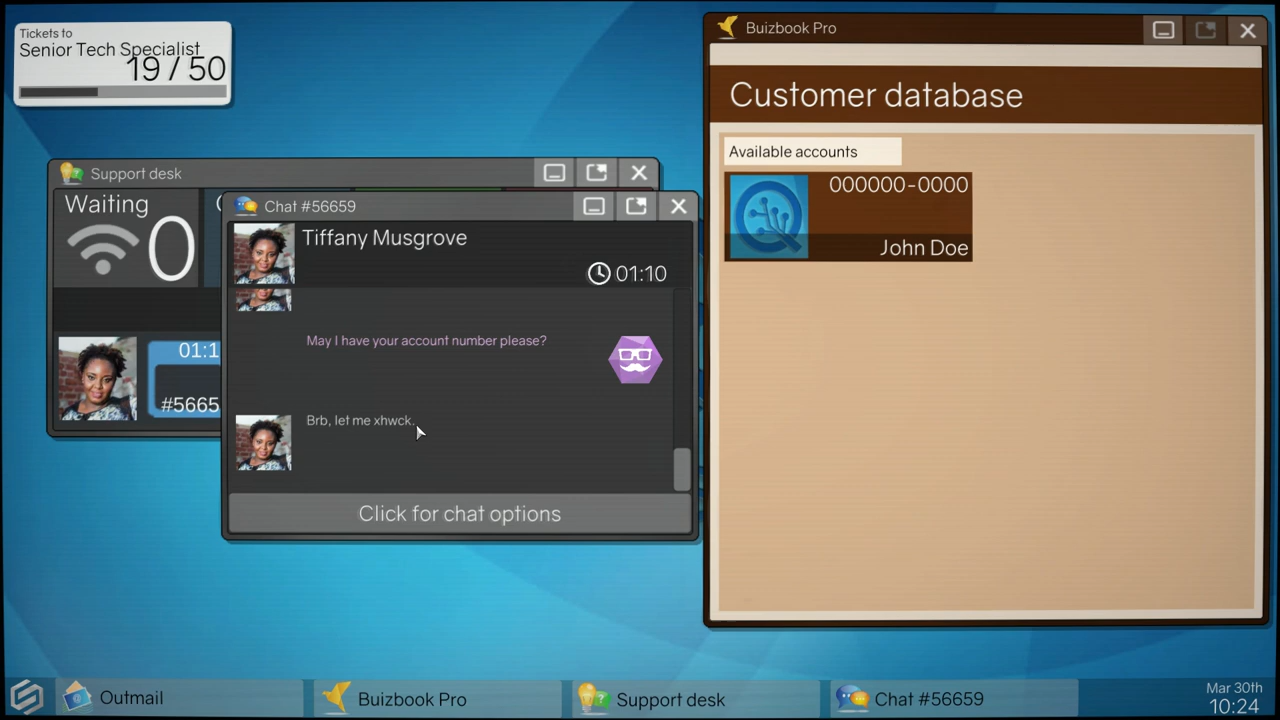 Tickets to
Senior Tech Specialist
19 / 50
Buizbook Pro
Customer database
Available accounts
000000-0000
John Doe
Support desk
Waiting
0
01:1
#5665
Chat #56659
Tiffany Musgrove
01:10
May I have your account number please?
Brb, let me xhwck.
Click for chat options
Outmail
Buizbook Pro
Support desk
Chat #56659
Mar 30th
10:24